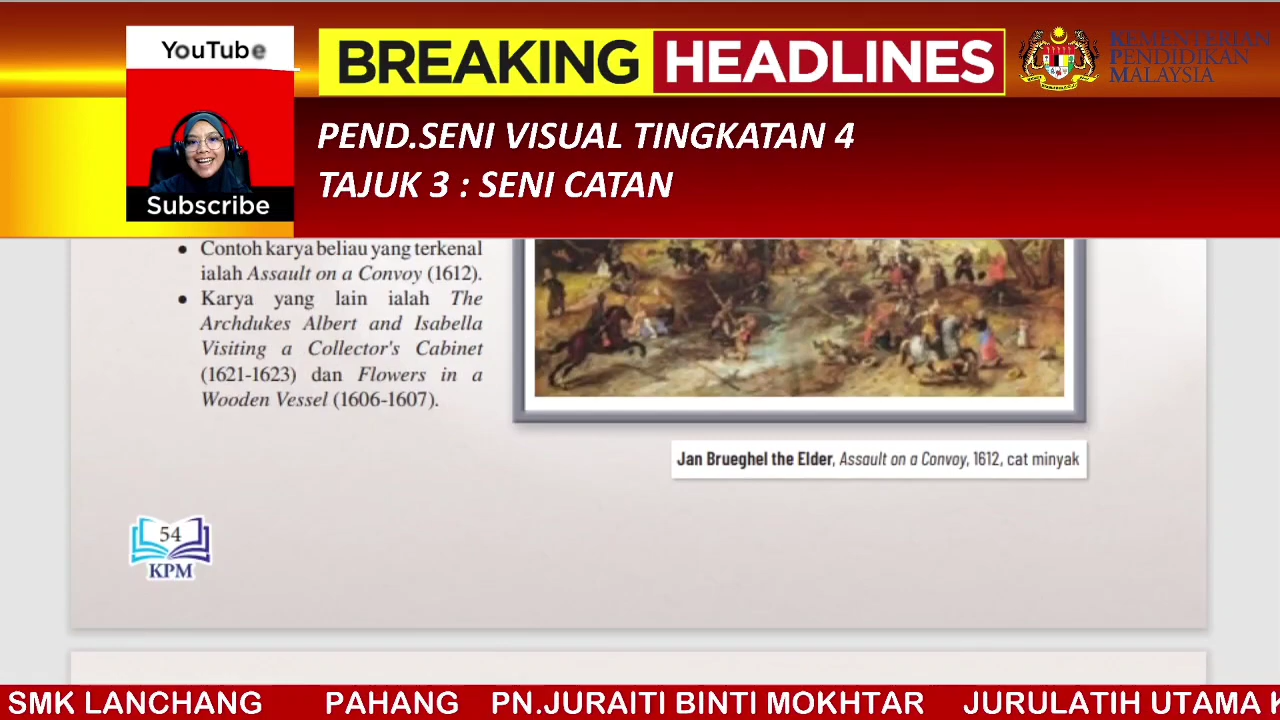 YouTube
BREAKING HEADLINES
KEMENTERIAN
PENDIDIKAN
MALAYSIA
PEND.SENI VISUAL TINGKATAN 4
TAJUK 3 : SENI CATAN
Subscribe
• Contoh karya beliau yang terkenal
ialah Assault on a Convoy (1612).
• Karya yang lain ialah The
Archdukes Albert and Isabella
Visiting a Collector's Cabinet
(1621-1623) dan Flowers in a
Wooden Vessel (1606-1607).
Jan Brueghel the Elder, Assault on a Convoy, 1612, cat minyak
54
KPM
SMK LANCHANG PAHANG PN.JURAITI BINTI MOKHTAR JURULATIH UTAMA K